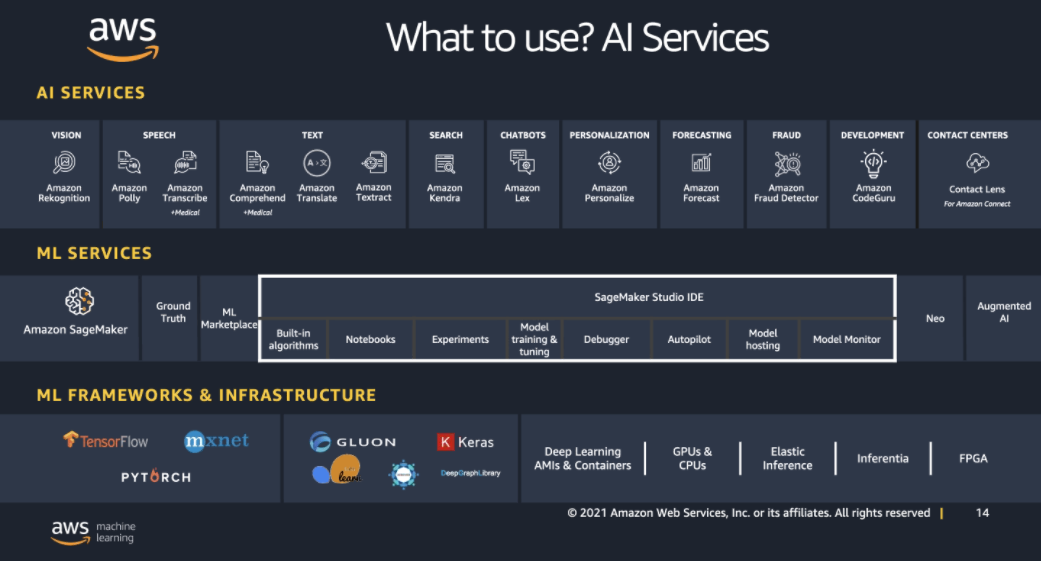 aws
What to use? AI Services
AI SERVICES
VISION
Amazon
Rekognition
SPEECH
Amazon
Polly
Amazon
Transcribe
+Medical
TEXT
Amazon
Comprehend
+Medical
A 文
Amazon
Translate
Amazon
Textract
SEARCH
Amazon
Kendra
CHATBOTS
Amazon
Lex
PERSONALIZATION
Amazon
Personalize
FORECASTING
Amazon
Forecast
FRAUD
Amazon
Fraud Detector
DEVELOPMENT
Amazon
CodeGuru
CONTACT CENTERS
Contact Lens
For Amazon Connect
ML SERVICES
Amazon SageMaker
Ground
Truth
ML
Marketplace
SageMaker Studio IDE
Built-in
algorithms
Notebooks
Experiments
Model
training &
tuning
Debugger
Autopilot
Model
hosting
Model Monitor
Neo
Augmented
AI
ML FRAMEWORKS & INFRASTRUCTURE
TensorFlow
mxnet
PYTORCH
GLUON
K Keras
learn
DeepGraphLibrary
Deep Learning
AMIs & Containers
GPUs &
CPUs
Elastic
Inference
Inferentia
FPGA
© 2021 Amazon Web Services, Inc. or its affiliates. All rights reserved | 14
aws machine
learning